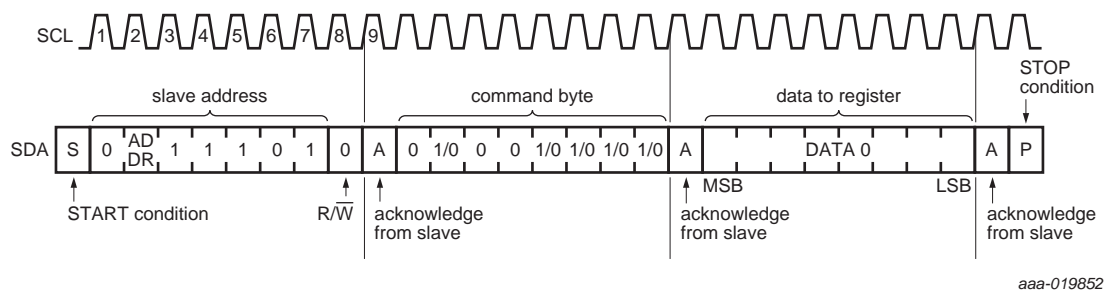 SCL 1 2 3 4 5 6 7 8 9
STOP
condition
slave address command byte data to register
SDA S 0 AD
DR 1 1 1 0 1 0 A 0 1/0 0 0 1/0 1/0 1/0 1/0 A DATA 0 A P
MSB LSB
START condition R/W acknowledge
from slave
acknowledge
from slave
acknowledge
from slave
aaa-019852